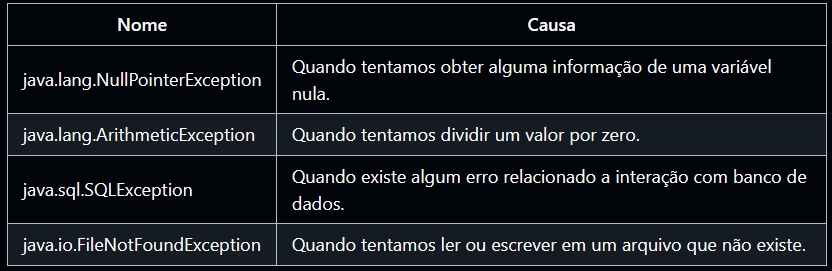 Nome Causa
java.lang.NullPointerException Quando tentamos obter alguma informação de uma variável
nula.
java.lang.ArithmeticException Quando tentamos dividir um valor por zero.
java.sql.SQLException Quando existe algum erro relacionado a interação com banco de
dados.
java.io.FileNotFoundException Quando tentamos ler ou escrever em um arquivo que não existe.